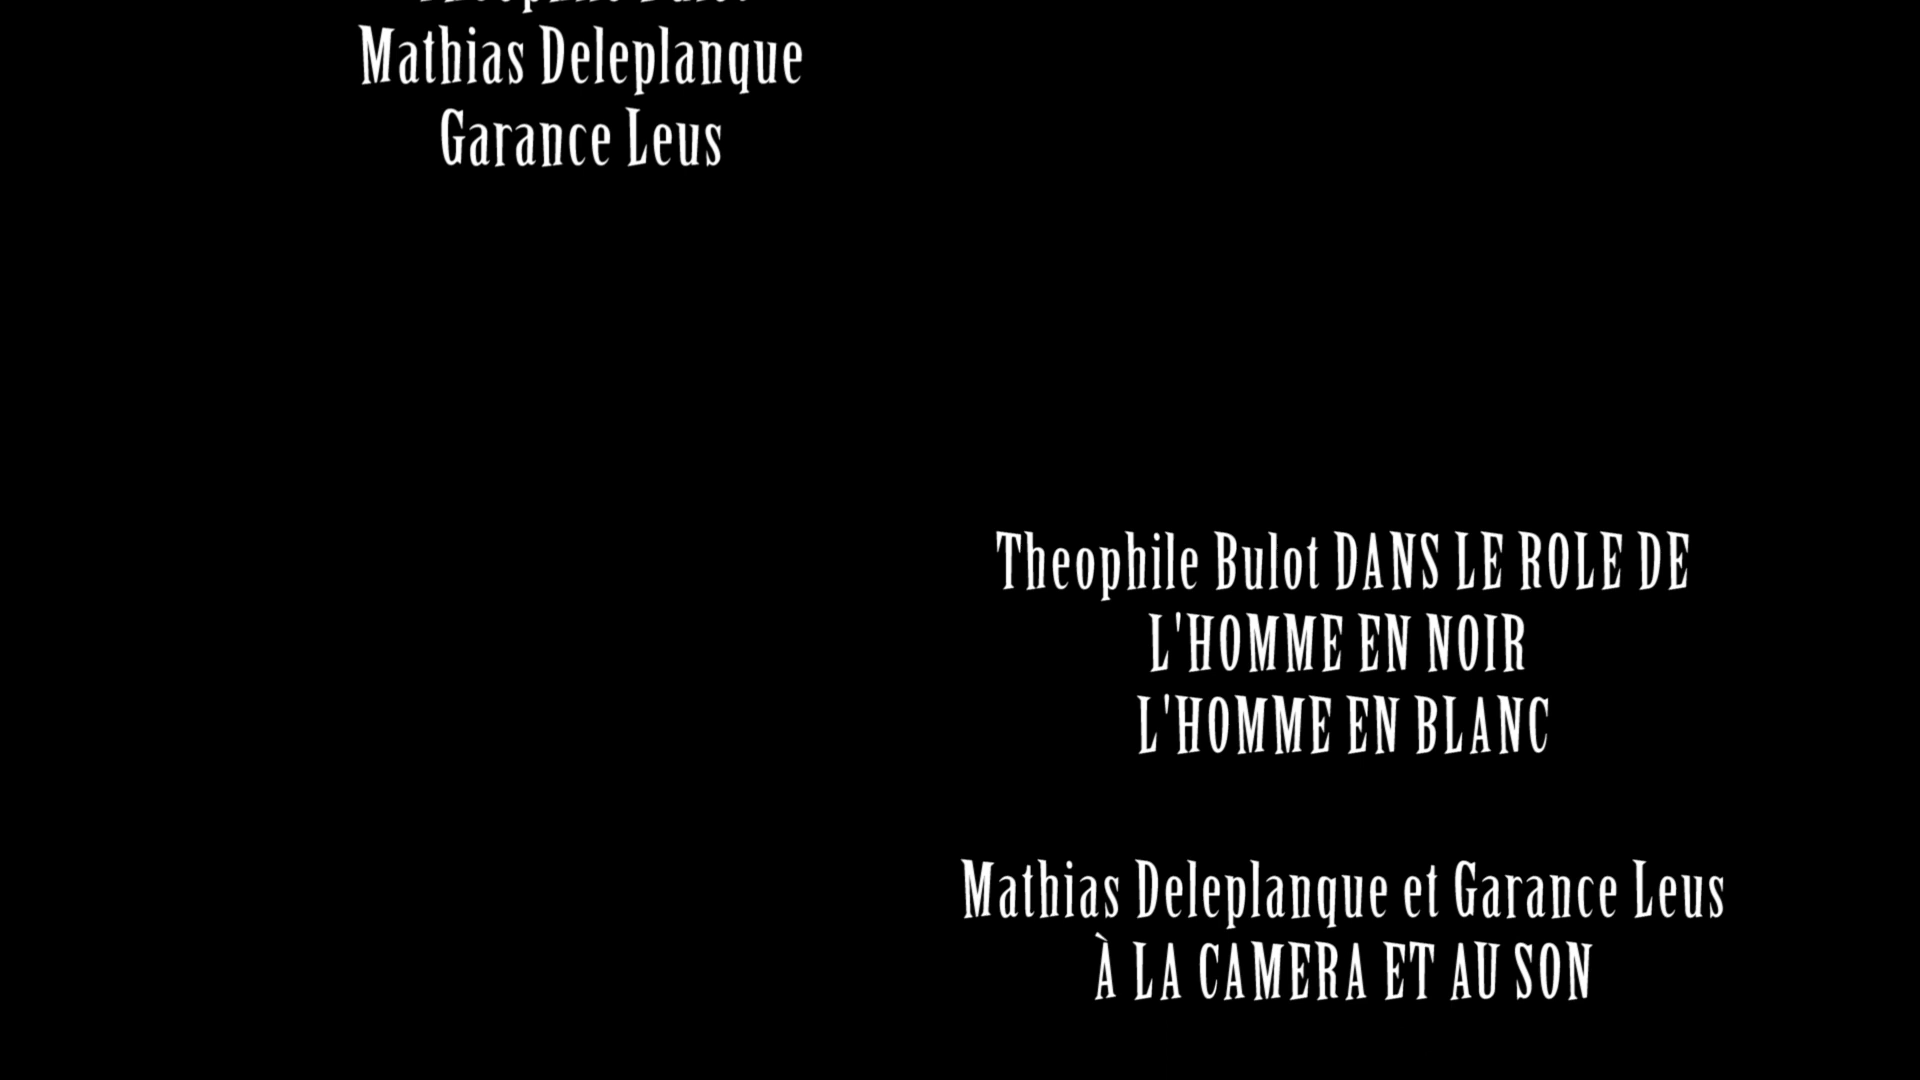 Mathias Deleplanque
Garance Leus
Theophile Bulot DANS LE ROLE DE
L'HOMME EN NOIR
L'HOMME EN BLANC
Mathias Deleplanque et Garance Leus
À LA CAMERA ET AU SON